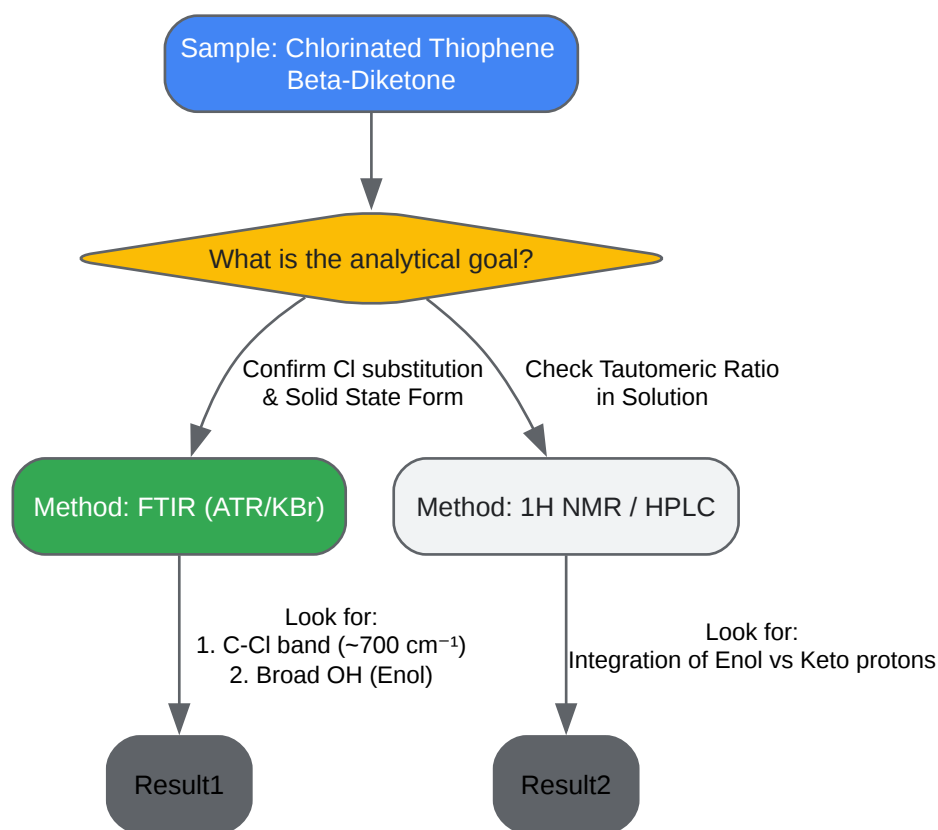 Sample: Chlorinated Thiophene
Beta-Diketone
What is the analytical goal?
Confirm Cl substitution
& Solid State Form
Check Tautomeric Ratio
in Solution
Method: FTIR (ATR/KBr)
Method: 1H NMR / HPLC
Look for:
1. C-Cl band (~700 cm⁻¹)
2. Broad OH (Enol)
Look for:
Integration of Enol vs Keto protons
Result1
Result2